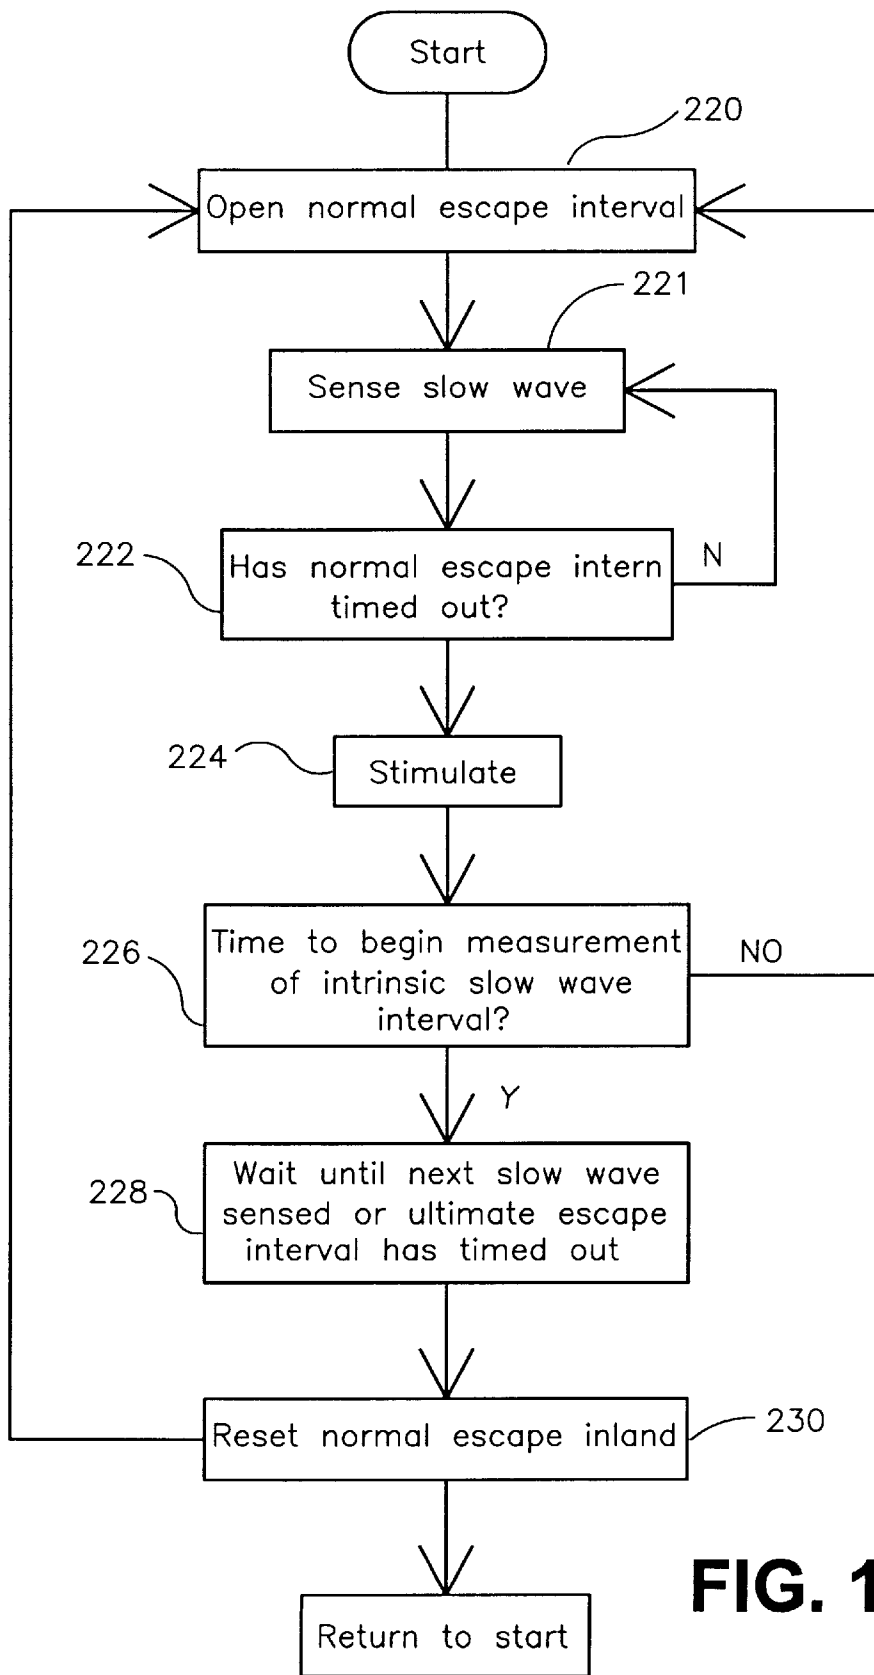 Start
220
Open normal escape interval
221
Sense slow wave
222
Has normal escape intern
timed out?
N
224
Stimulate
226
Time to begin measurement
of intrinsic slow wave
interval?
NO
Y
228
Wait until next slow wave
sensed or ultimate escape
interval has timed out
Reset normal escape inland
230
Return to start
FIG. 1